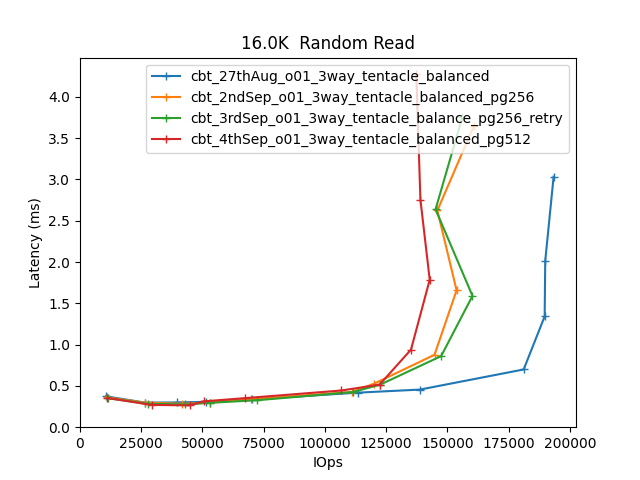 16.0K  Random Read
cbt_27thAug_o01_3way_tentacle_balanced
cbt_2ndSep_o01_3way_tentacle_balanced_pg256
cbt_3rdSep_o01_3way_tentacle_balance_pg256_retry
cbt_4thSep_o01_3way_tentacle_balanced_pg512
4.0
3.5
3.0
2.5
2.0
1.5
1.0
0.5
0.0
Latency (ms)
0 25000 50000 75000 100000 125000 150000 175000 200000
IOps